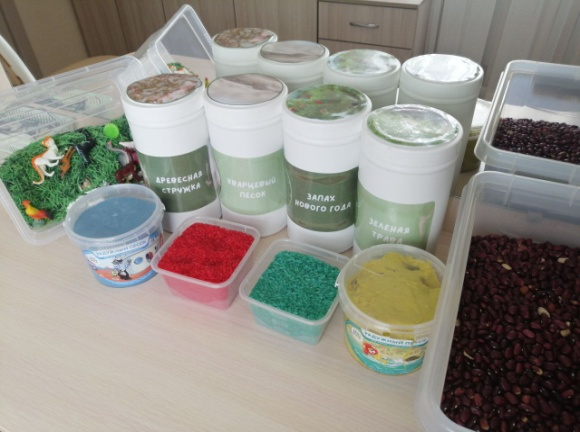 ДРЕВЕСНАЯ
СТРУЖКА
КВАРЦЕВЫЙ
ПЕСОК
ЗАПАХ
НОВОГО ГОДА
ЗЕЛЕНАЯ
ТРАВА